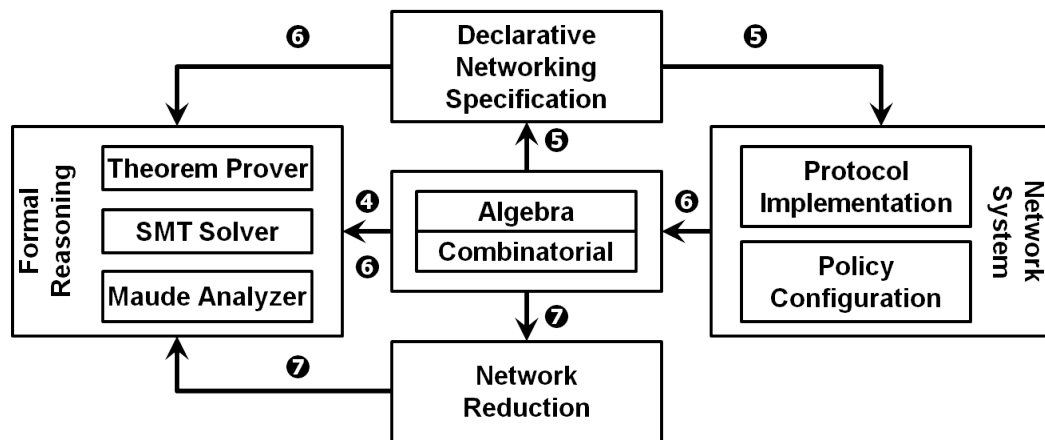 ❻
Declarative
Networking
Specification
❺
❺
Formal
Reasoning
Theorem Prover
SMT Solver
Maude Analyzer
❹
❻
Algebra
Combinatorial
❻
Protocol
Implementation
Policy
Configuration
Network
System
❼
❼
Network
Reduction